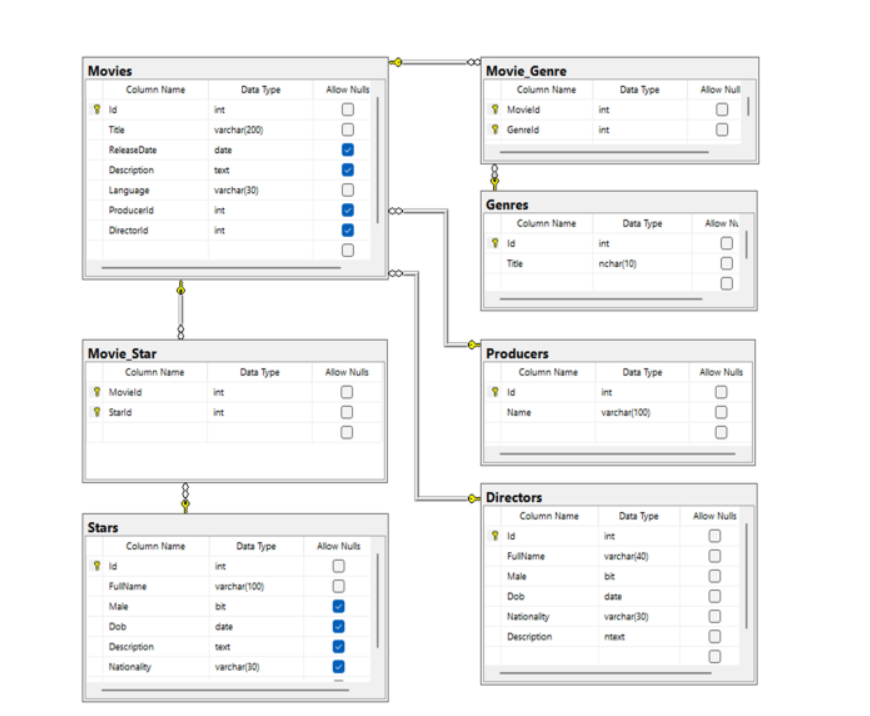 Movies
Column Name Data Type Allow Nulls
Id int
Title varchar(200)
ReleaseDate date
Description text
Language varchar(30)
ProducerId int
DirectorId int
Movie_Genre
Column Name Data Type Allow Null
MovieId int
GenreId int
Genres
Column Name Data Type Allow Nu
Id int
Title nchar(10)
Movie_Star
Column Name Data Type Allow Nulls
MovieId int
StarId int
Producers
Column Name Data Type Allow Nulls
Id int
Name varchar(100)
Stars
Column Name Data Type Allow Nulls
Id int
FullName varchar(100)
Male bit
Dob date
Description text
Nationality varchar(30)
Directors
Column Name Data Type Allow Nulls
Id int
FullName varchar(40)
Male bit
Dob date
Nationality varchar(30)
Description ntext